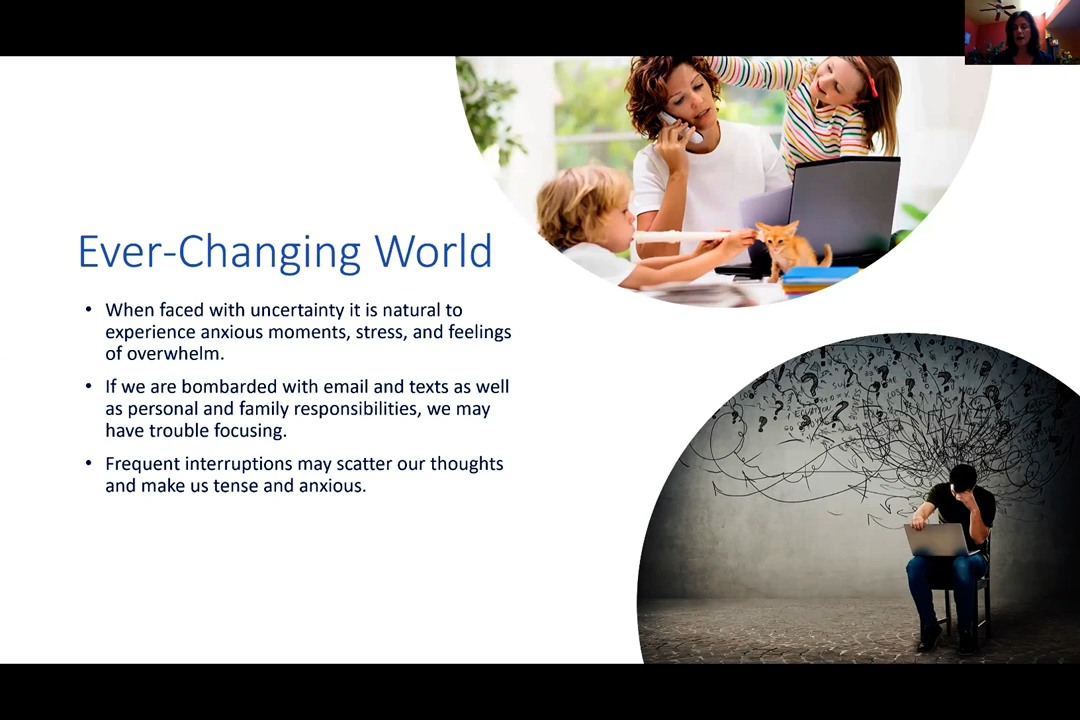 Ever-Changing World
• When faced with uncertainty it is natural to
experience anxious moments, stress, and feelings
of overwhelm.
• If we are bombarded with email and texts as well
as personal and family responsibilities, we may
have trouble focusing.
• Frequent interruptions may scatter our thoughts
and make us tense and anxious.